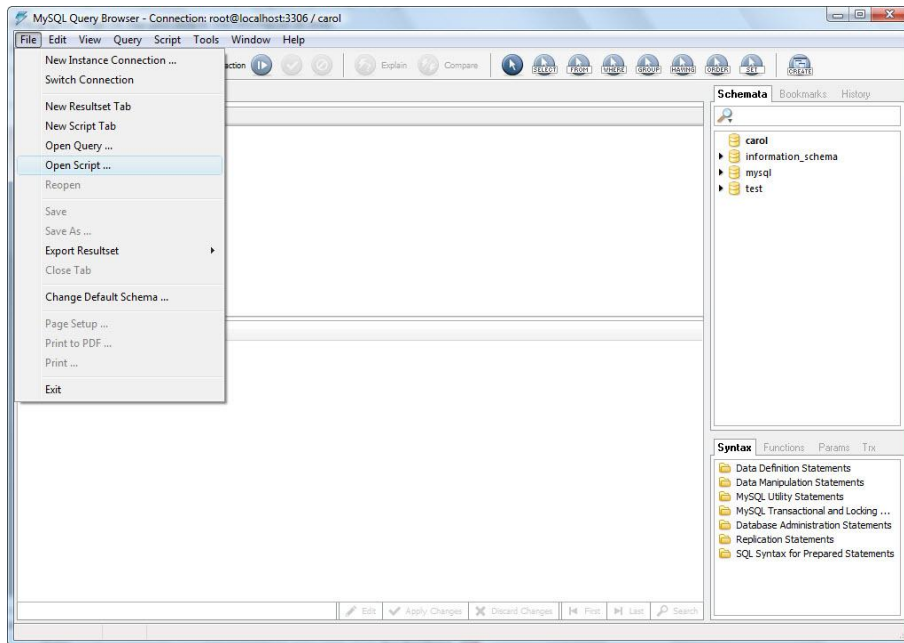 MySQL Query Browser - Connection: root@localhost:3306 / carol
File Edit View Query Script Tools Window Help
New Instance Connection ...
Switch Connection
New Resultset Tab
New Script Tab
Open Query ...
Open Script ...
Reopen
Save
Save As ...
Export Resultset
Close Tab
Change Default Schema ...
Page Setup ...
Print to PDF ...
Print ...
Exit
action Explain Compare SELECT FROM WHERE GROUP HAVING ORDER SET CREATE
Schemata Bookmarks History
carol
information_schema
mysql
test
Syntax Functions Params Trx
Data Definition Statements
Data Manipulation Statements
MySQL Utility Statements
MySQL Transactional and Locking ...
Database Administration Statements
Replication Statements
SQL Syntax for Prepared Statements
Edit Apply Changes Discard Changes First Last Search